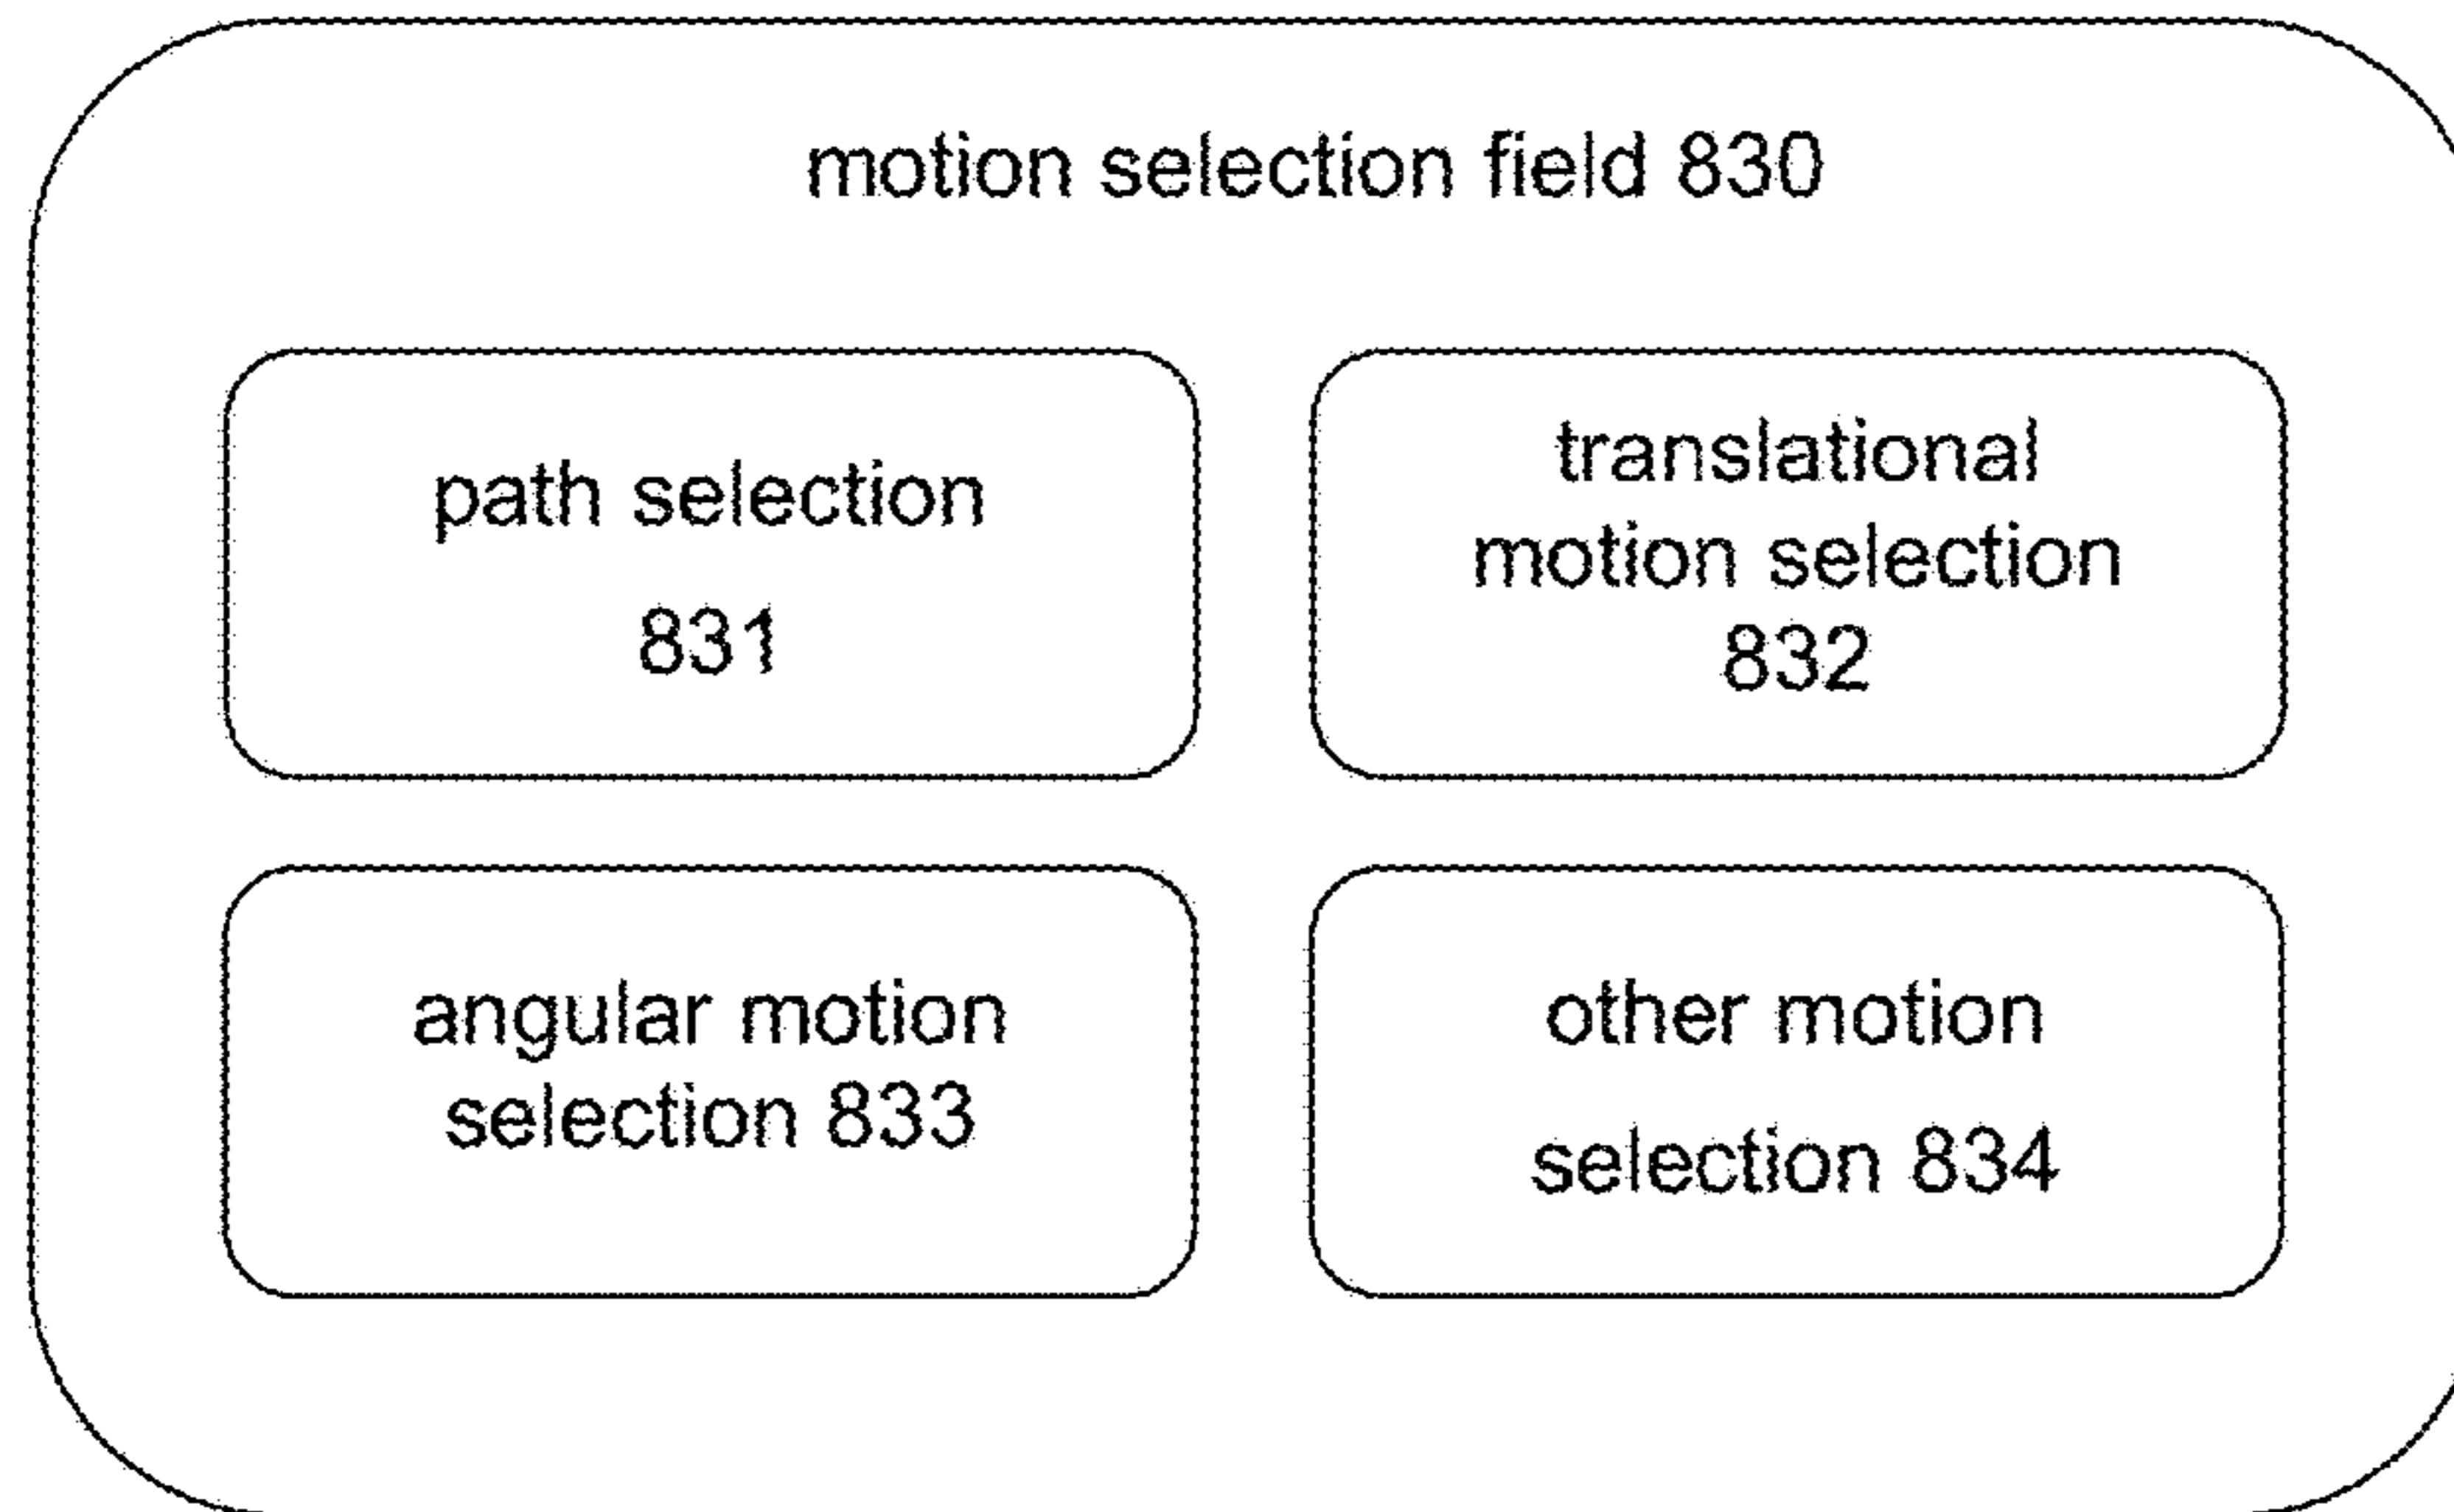 motion selection field 830
path selection
831
translational
motion selection
832
angular motion
selection 833
other motion
selection 834